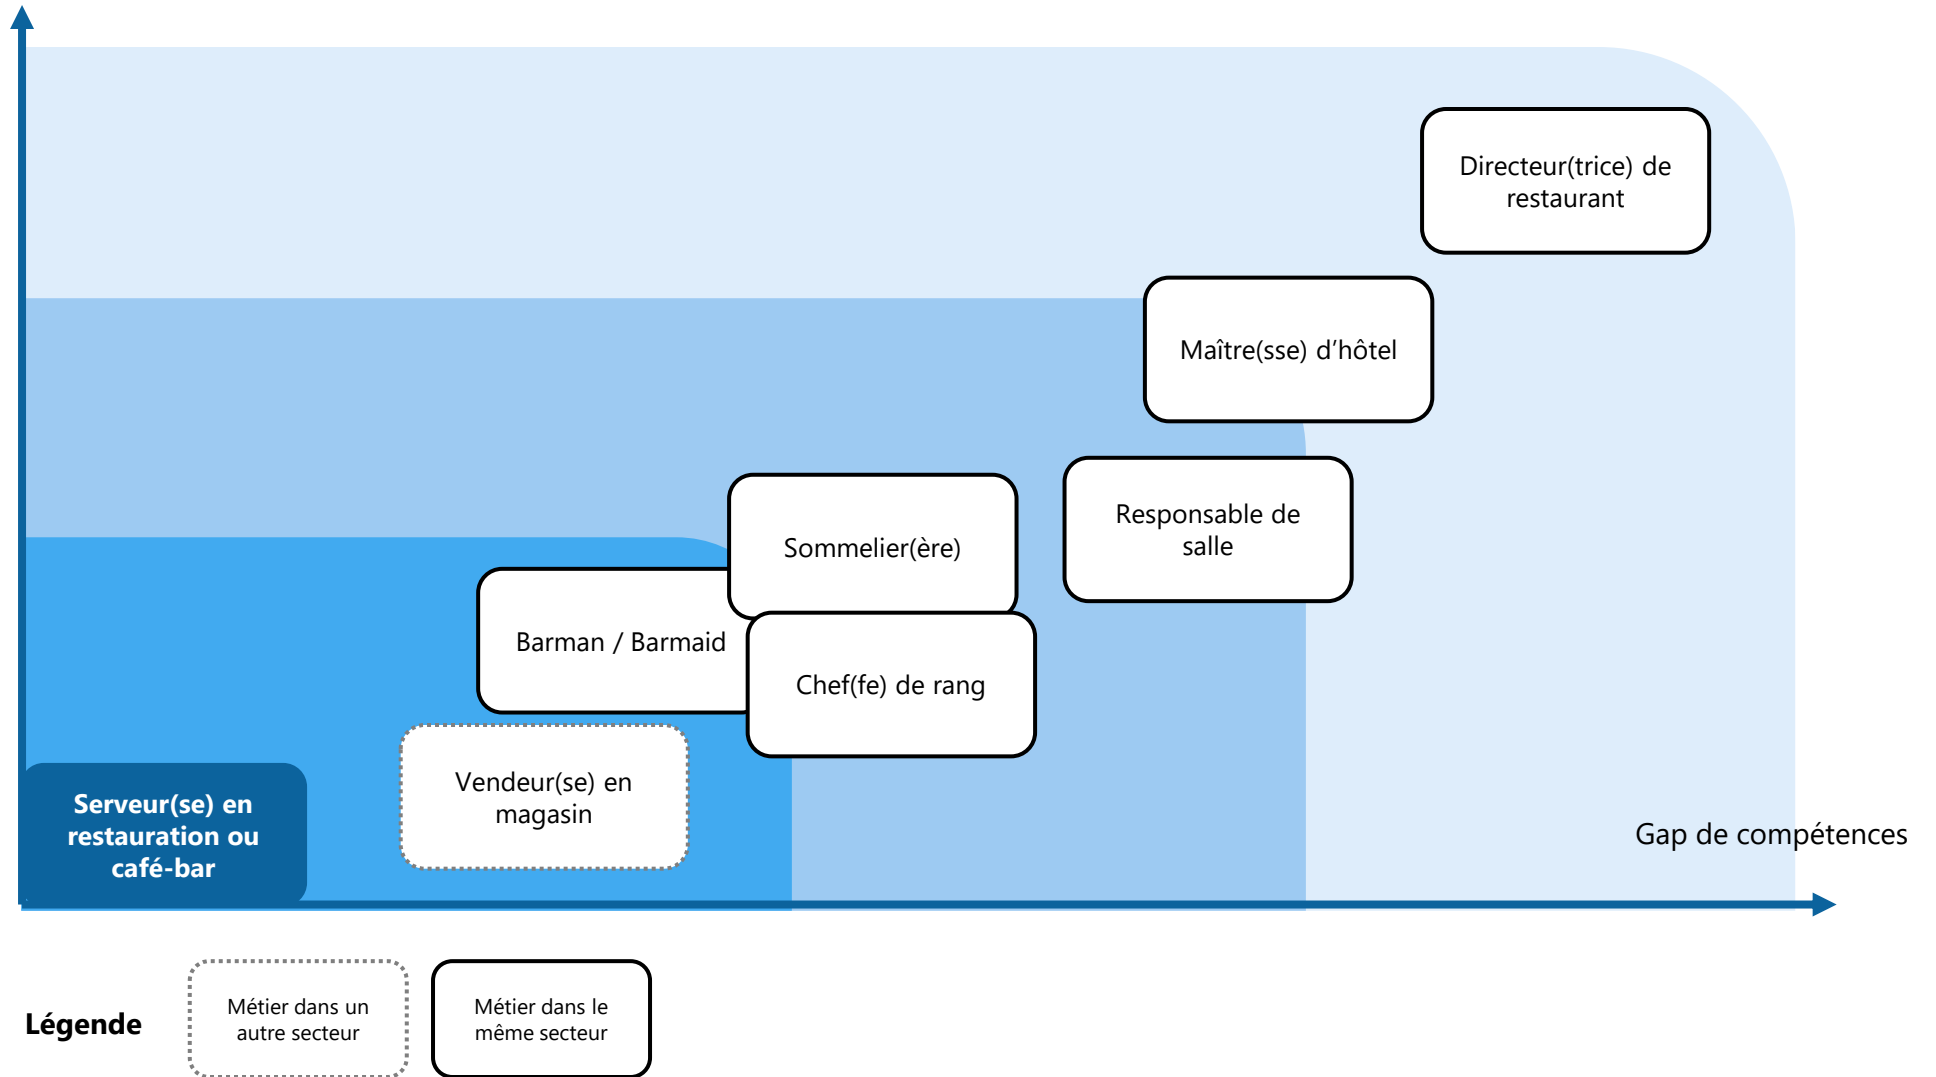 Directeur(trice) de
restaurant
Maître(sse) d’hôtel
Responsable de
salle
Sommelier(ère)
Barman / Barmaid
Chef(fe) de rang
Vendeur(se) en
magasin
Serveur(se) en
restauration ou
café-bar
Gap de compétences
Légende
Métier dans un
autre secteur
Métier dans le
même secteur